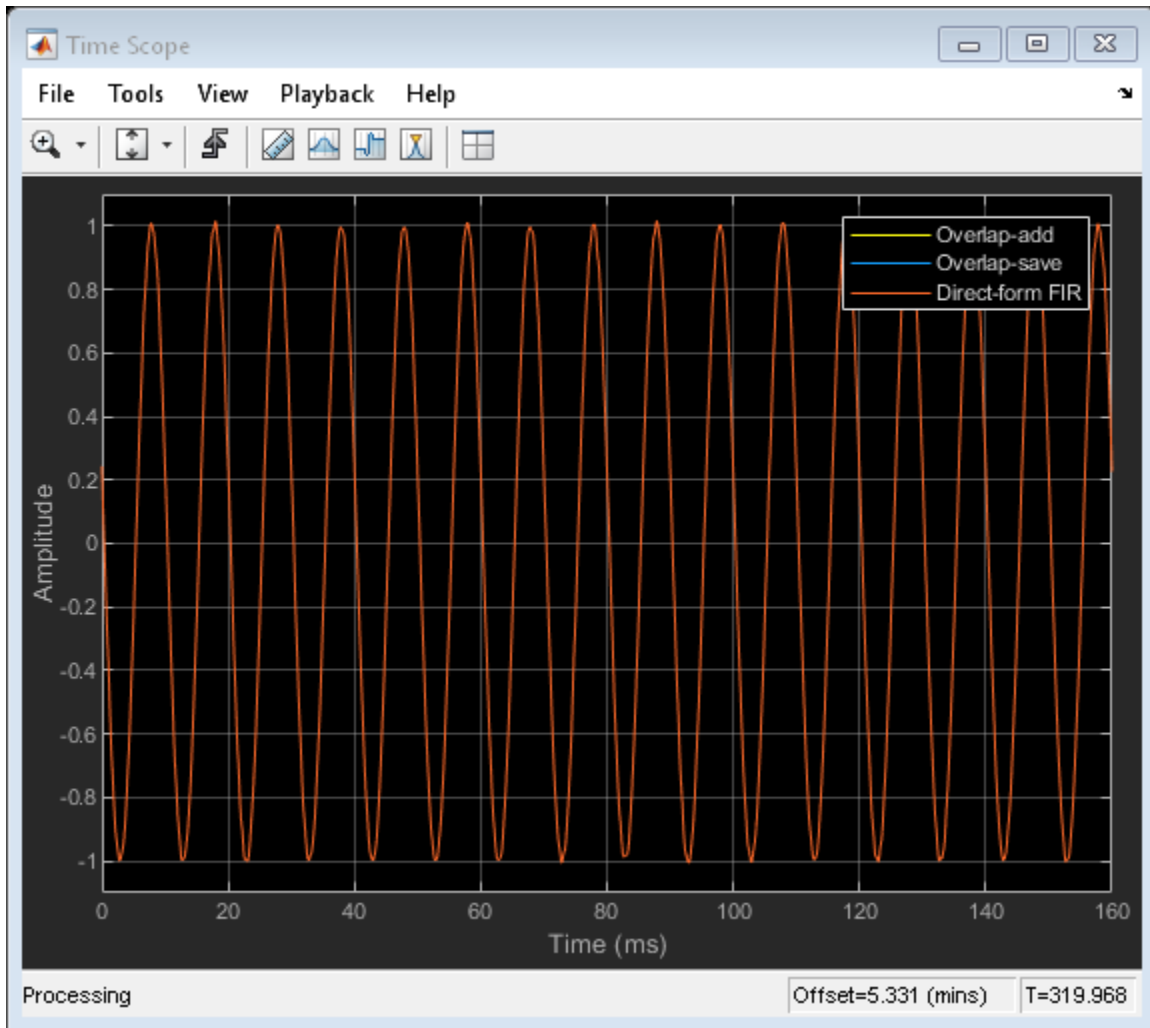 Time Scope
File Tools View Playback Help
Overlap-add
Overlap-save
Direct-form FIR
1
0.8
0.6
0.4
0.2
0
-0.2
-0.4
-0.6
-0.8
-1
Amplitude
0 20 40 60 80 100 120 140 160
Time (ms)
Processing Offset=5.331 (mins) T=319.968